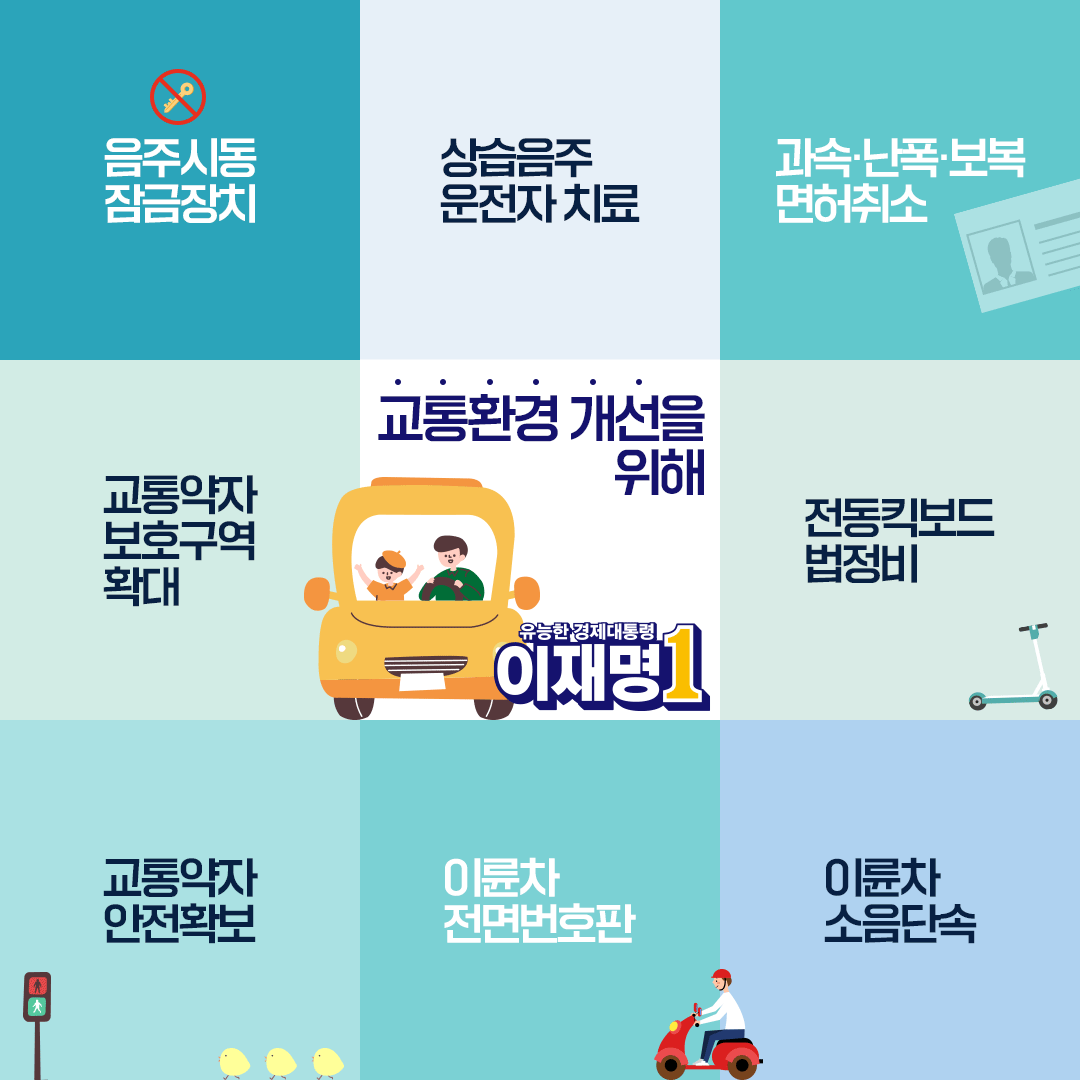 음주시동
잠금장치
상습음주
운전자 치료
과속·난폭·보복
면허취소
교통약자
보호구역
확대
교통환경 개선을
위해
유능한 경제대통령
이재명1
전동킥보드
법정비
교통약자
안전확보
이륜차
전면번호판
이륜차
소음단속